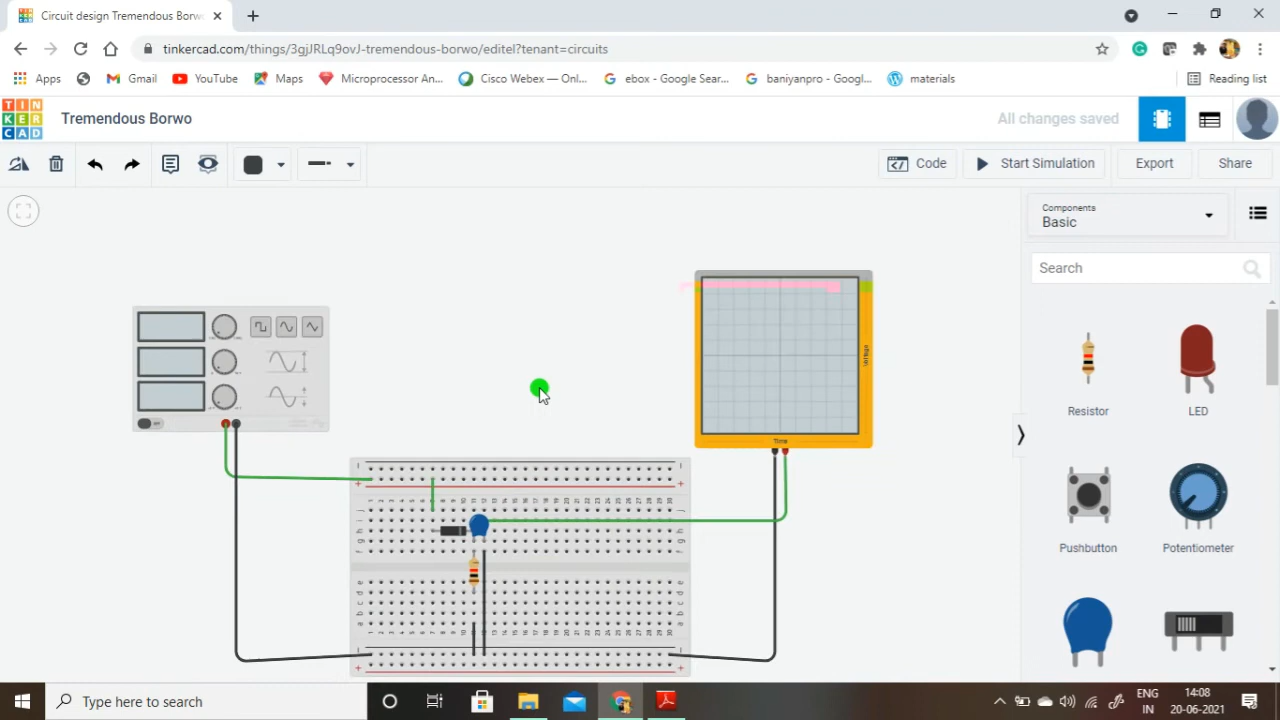 Circuit design Tremendous Borwo
tinkercad.com/things/3gjJRLq9ovJ-tremendous-borwo/editel?tenant=circuits
Apps
Gmail
YouTube
Maps
Microprocessor An...
Cisco Webex — Onl...
ebox - Google Sear...
baniyanpro - Googl...
materials
Reading list
TIN
KER
CAD
Tremendous Borwo
All changes saved
Code
Start Simulation
Export
Share
Components
Basic
Search
Voltage
Resistor
LED
Time
Pushbutton
Potentiometer
Type here to search
ENG
IN
14:08
20-06-2021